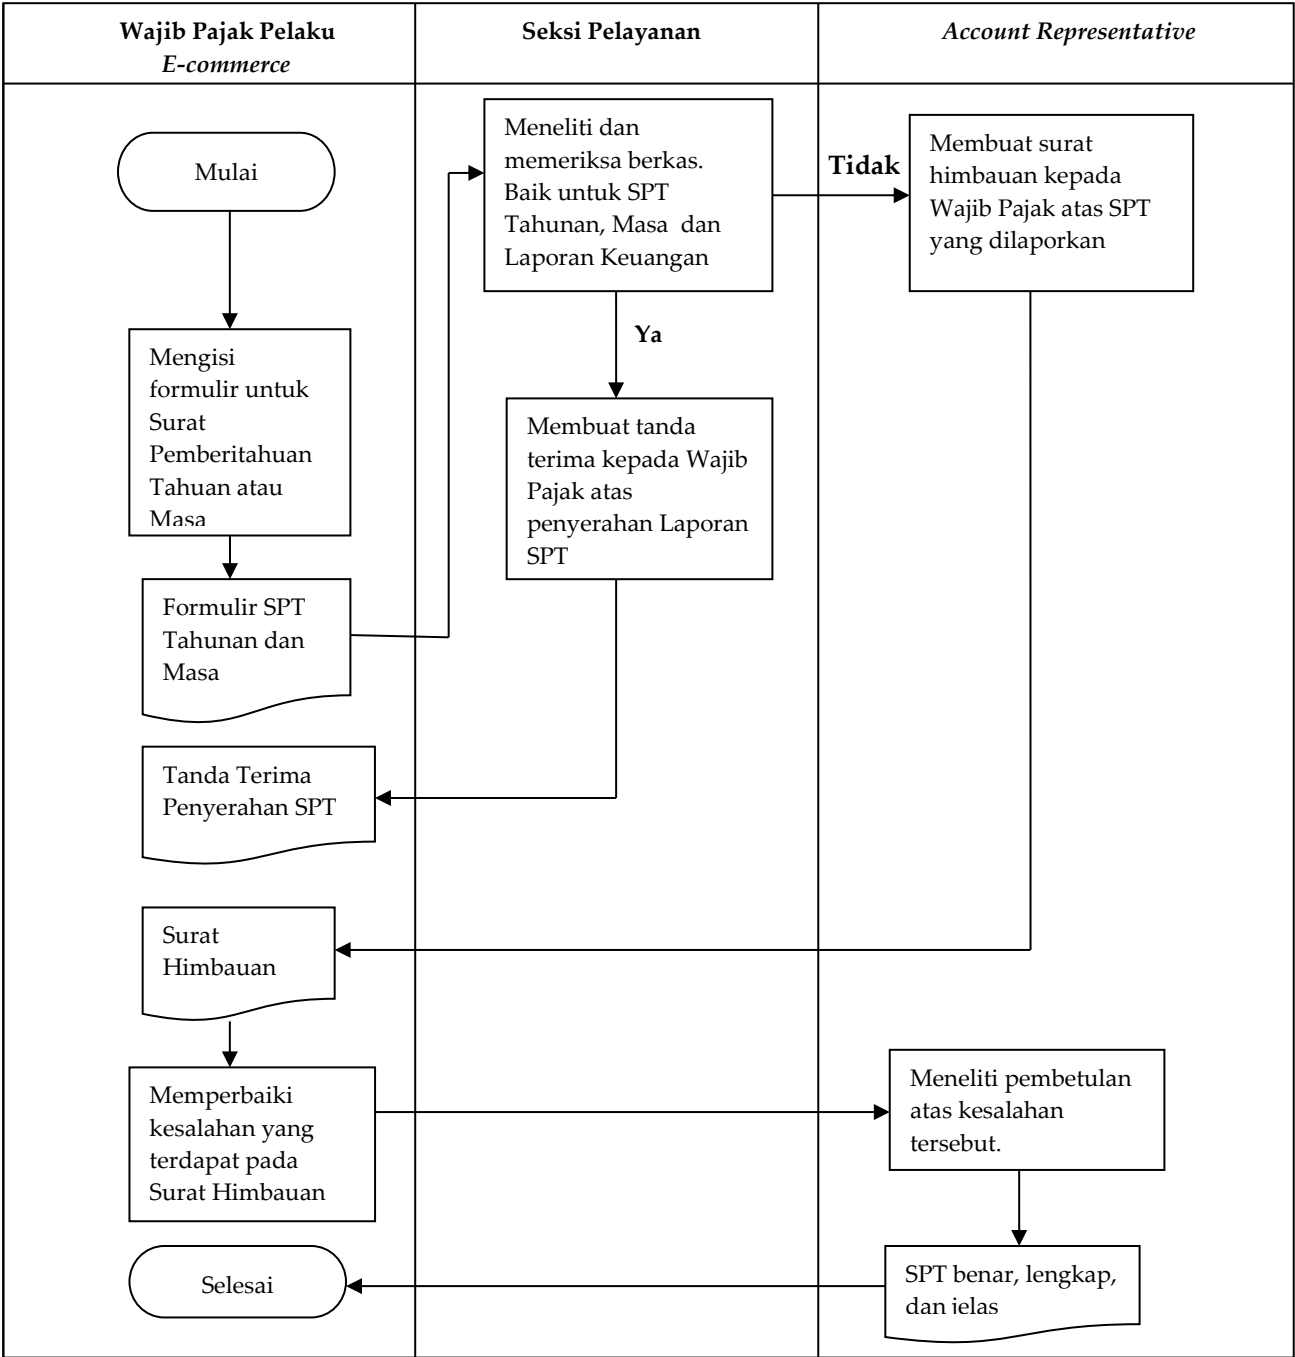 Wajib Pajak Pelaku
E-commerce
Seksi Pelayanan
Account Representative
Mulai
Mengisi
formulir untuk
Surat
Pemberitahuan
Tahuan atau
Masa
Formulir SPT
Tahunan dan
Masa
Tanda Terima
Penyerahan SPT
Surat
Himbauan
Memperbaiki
kesalahan yang
terdapat pada
Surat Himbauan
Selesai
Meneliti dan
memeriksa berkas.
Baik untuk SPT
Tahunan, Masa dan
Laporan Keuangan
Ya
Membuat tanda
terima kepada Wajib
Pajak atas
penyerahan Laporan
SPT
Tidak
Membuat surat
himbauan kepada
Wajib Pajak atas SPT
yang dilaporkan
Meneliti pembetulan
atas kesalahan
tersebut.
SPT benar, lengkap,
dan jelas